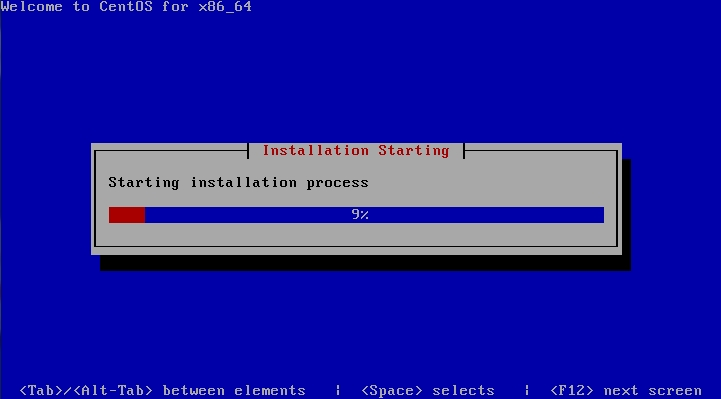 Welcome to CentOS for x86_64
Installation Starting
Starting installation process
9%
<Tab>/<Alt-Tab> between elements   |  <Space> selects   |  <F12> next screen